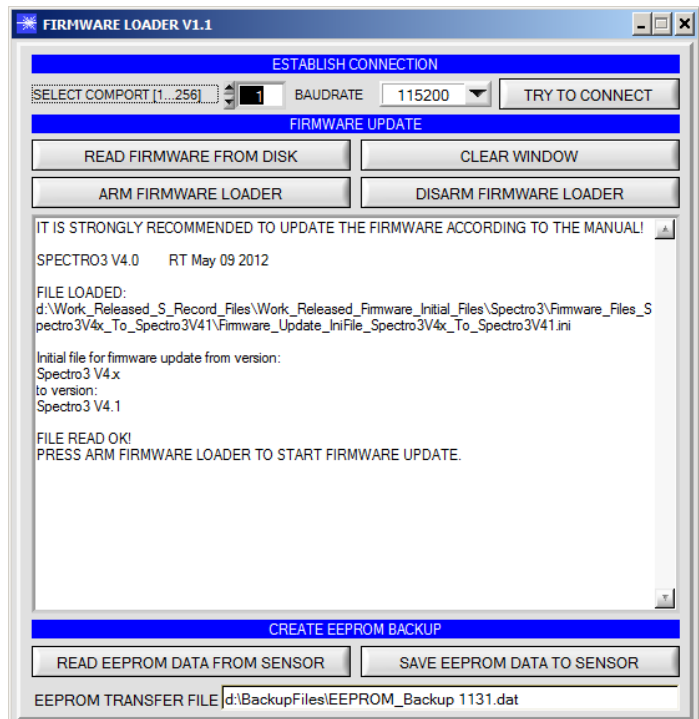 FIRMWARE LOADER V1.1
ESTABLISH CONNECTION
SELECT COMPORT [1...256] 1 BAUDRATE 115200 TRY TO CONNECT
FIRMWARE UPDATE
READ FIRMWARE FROM DISK CLEAR WINDOW
ARM FIRMWARE LOADER DISARM FIRMWARE LOADER
IT IS STRONGLY RECOMMENDED TO UPDATE THE FIRMWARE ACCORDING TO THE MANUAL!
SPECTRO3 V4.0 RT May 09 2012
FILE LOADED:
d:\Work_Released_S_Record_Files\Work_Released_Firmware_Initial_Files\Spectro3\Firmware_Files_S
pectro3V4x_To_Spectro3V41\Firmware_Update_IniFile_Spectro3V4x_To_Spectro3V41.ini
Initial file for firmware update from version:
Spectro3 V4.x
to version:
Spectro3 V4.1
FILE READ OK!
PRESS ARM FIRMWARE LOADER TO START FIRMWARE UPDATE.
CREATE EEPROM BACKUP
READ EEPROM DATA FROM SENSOR SAVE EEPROM DATA TO SENSOR
EEPROM TRANSFER FILE d:\BackupFiles\EEPROM_Backup 1131.dat